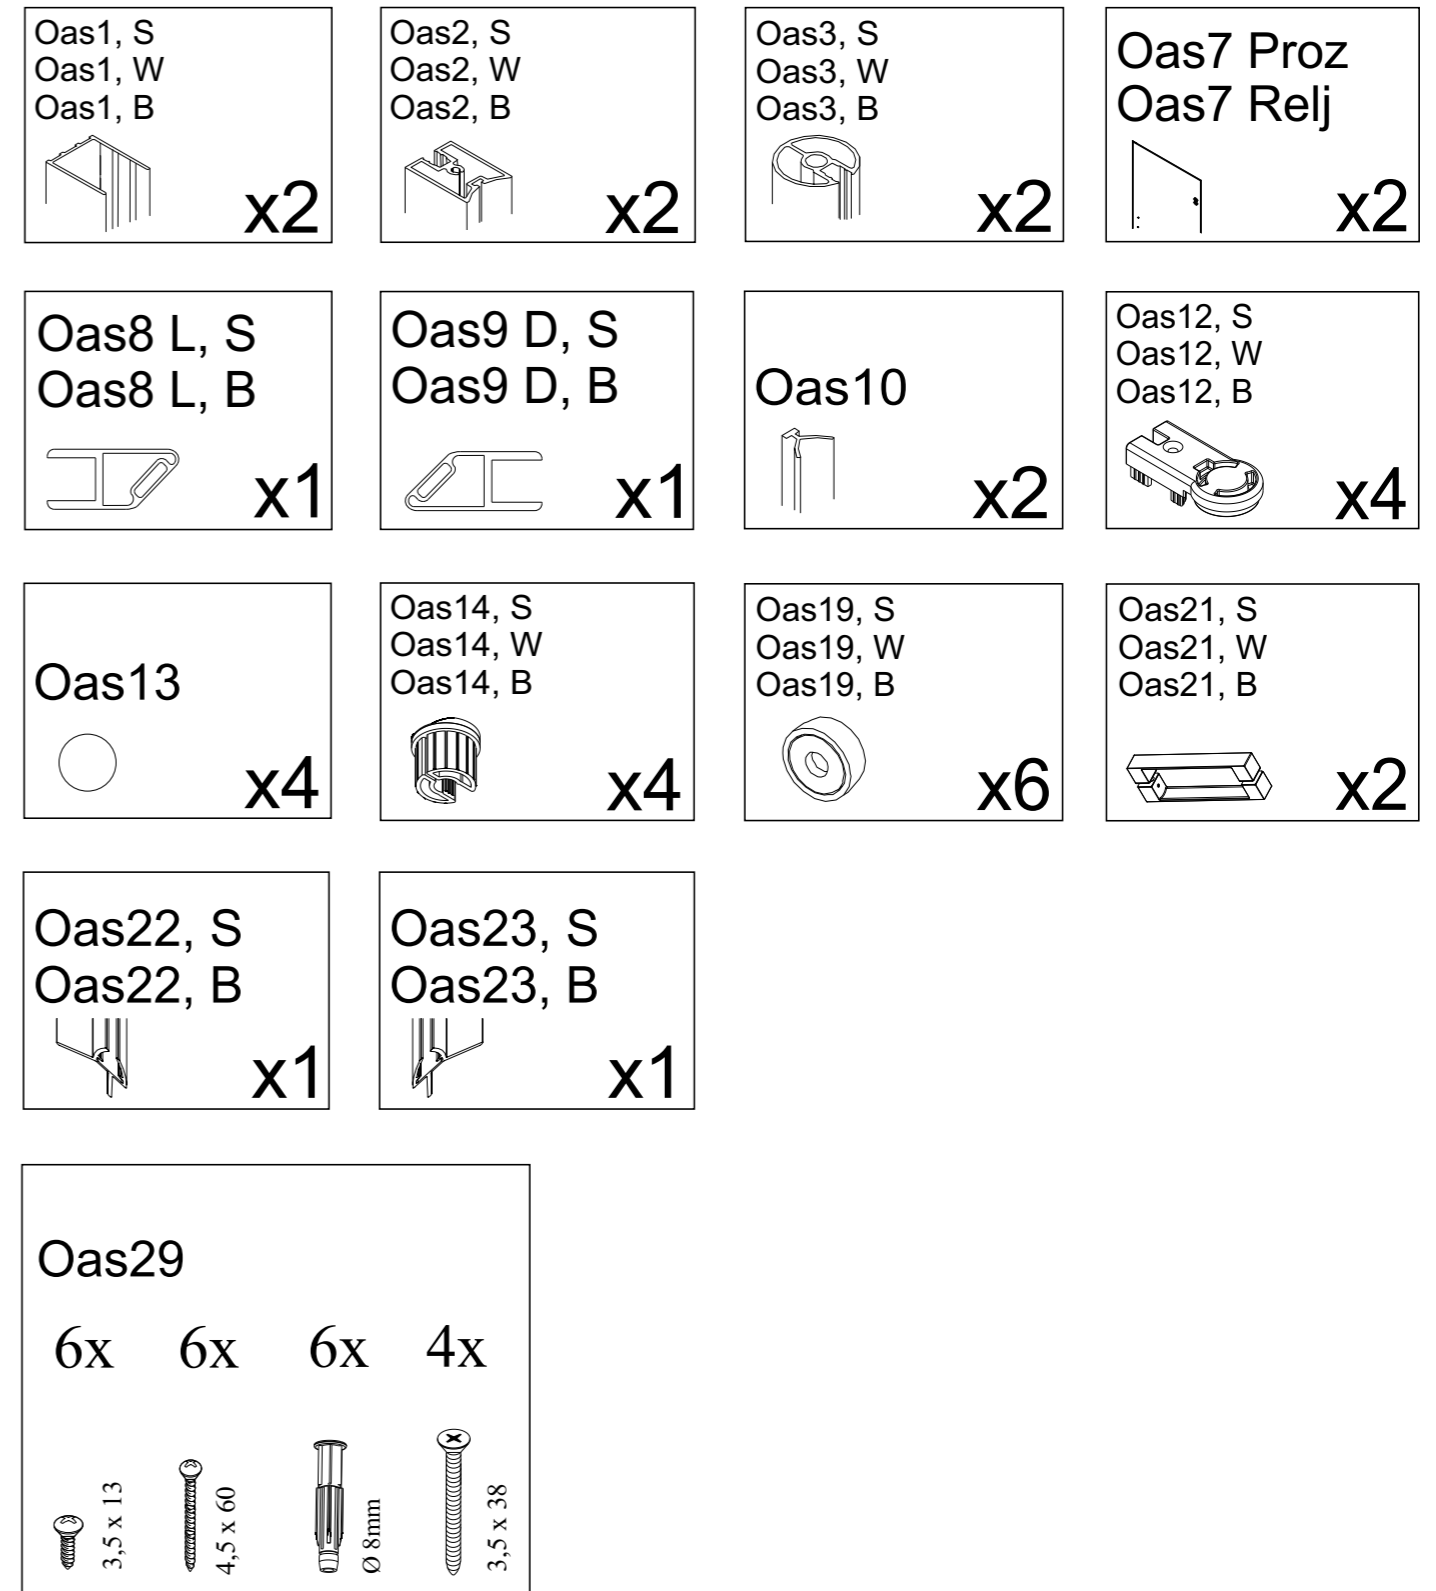 Oas1, S
Oas1, W
Oas1, B
x2
Oas2, S
Oas2, W
Oas2, B
x2
Oas3, S
Oas3, W
Oas3, B
x2
Oas7 Proz
Oas7 Relj
x2
Oas8 L, S
Oas8 L, B
x1
Oas9 D, S
Oas9 D, B
x1
Oas10
x2
Oas12, S
Oas12, W
Oas12, B
x4
Oas13
x4
Oas14, S
Oas14, W
Oas14, B
x4
Oas19, S
Oas19, W
Oas19, B
x6
Oas21, S
Oas21, W
Oas21, B
x2
Oas22, S
Oas22, B
x1
Oas23, S
Oas23, B
x1
Oas29
6x 6x 6x 4x
3,5 x 13
4,5 x 60
Ø 8mm
3,5 x 38